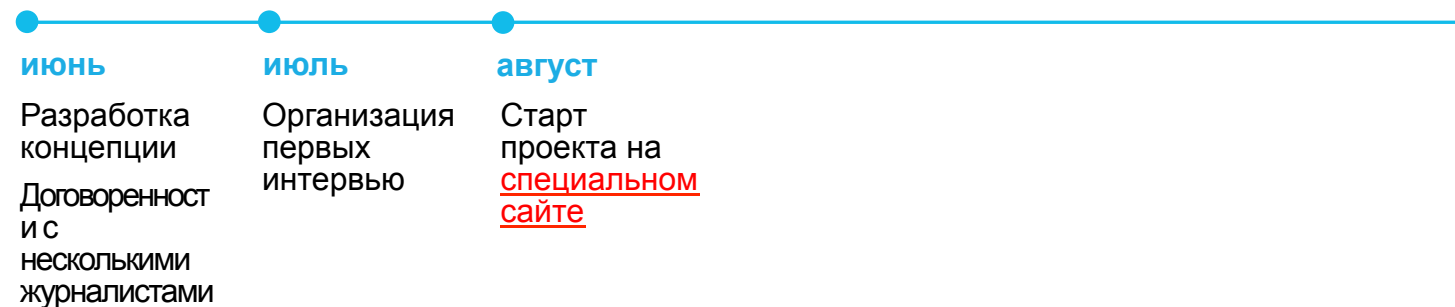 июнь
Разработка
концепции
Договоренност
и с
несколькими
журналистами
июль
Организация
первых
интервью
август
Старт
проекта на
специальном
сайте